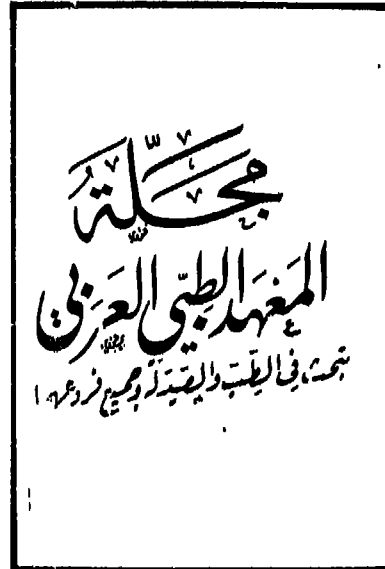 مجلة
المعهد الطبي العربي
تبحث في الطب والصيدلة وجميع فروعهما